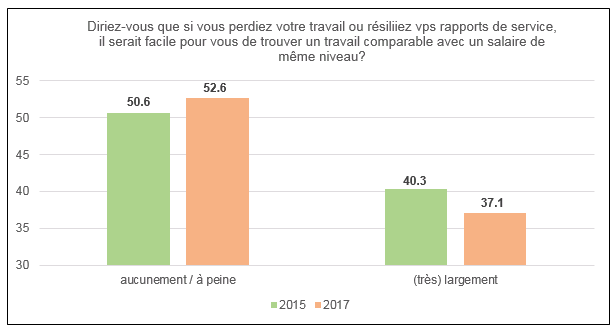 Diriez-vous que si vous perdiez votre travail ou résiliiez vps rapports de service,
il serait facile pour vous de trouver un travail comparable avec un salaire de
même niveau?
55
50
45
40
35
30
50.6
52.6
40.3
37.1
aucunement / à peine
(très) largement
2015
2017